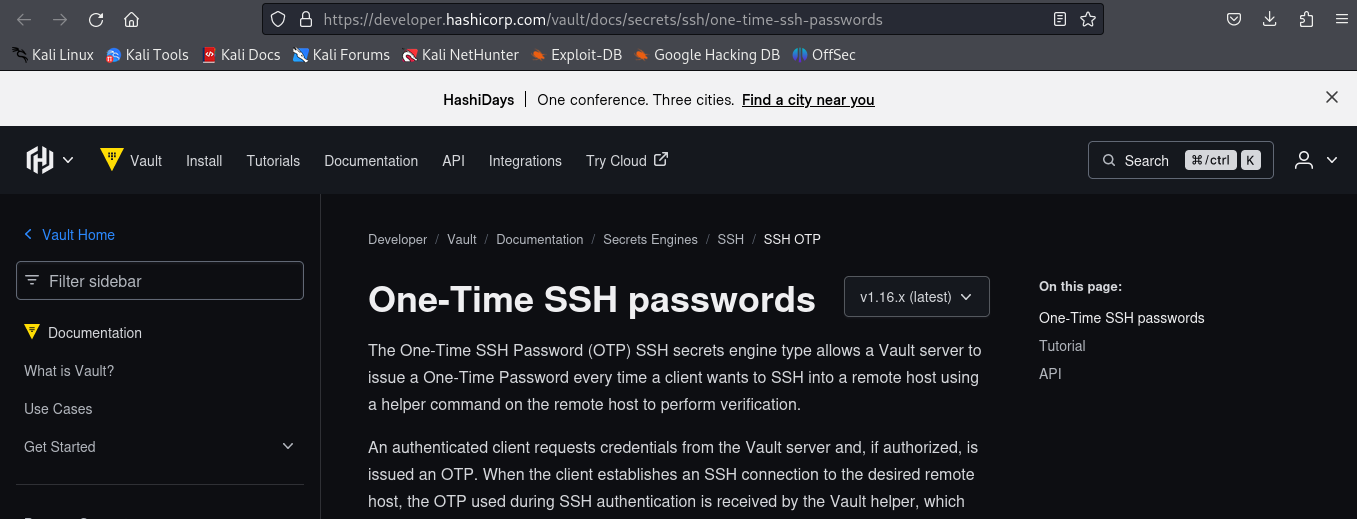 https://developer.hashicorp.com/vault/docs/secrets/ssh/one-time-ssh-passwords
Kali Linux Kali Tools Kali Docs Kali Forums Kali NetHunter Exploit-DB Google Hacking DB OffSec
HashiDays | One conference. Three cities. Find a city near you
Vault Install Tutorials Documentation API Integrations Try Cloud Search ⌘/ctrl K
Vault Home
Filter sidebar
Documentation
What is Vault?
Use Cases
Get Started
Developer / Vault / Documentation / Secrets Engines / SSH / SSH OTP
One-Time SSH passwords
v1.16.x (latest)
The One-Time SSH Password (OTP) SSH secrets engine type allows a Vault server to
issue a One-Time Password every time a client wants to SSH into a remote host using
a helper command on the remote host to perform verification.
An authenticated client requests credentials from the Vault server and, if authorized, is
issued an OTP. When the client establishes an SSH connection to the desired remote
host, the OTP used during SSH authentication is received by the Vault helper, which
On this page:
One-Time SSH passwords
Tutorial
API